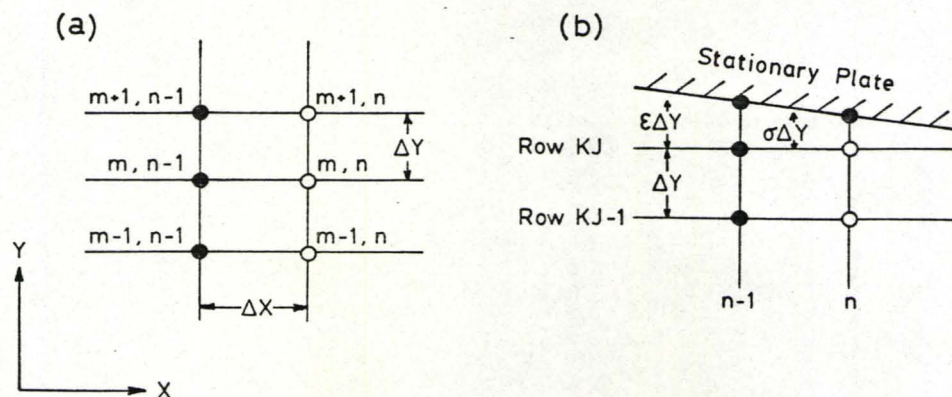 (a)
m+1, n-1
m+1, n
ΔY
m, n-1
m, n
m-1, n-1
m-1, n
ΔX
Y
X
(b)
Stationary Plate
εΔY
σΔY
Row KJ
ΔY
Row KJ-1
n-1
n